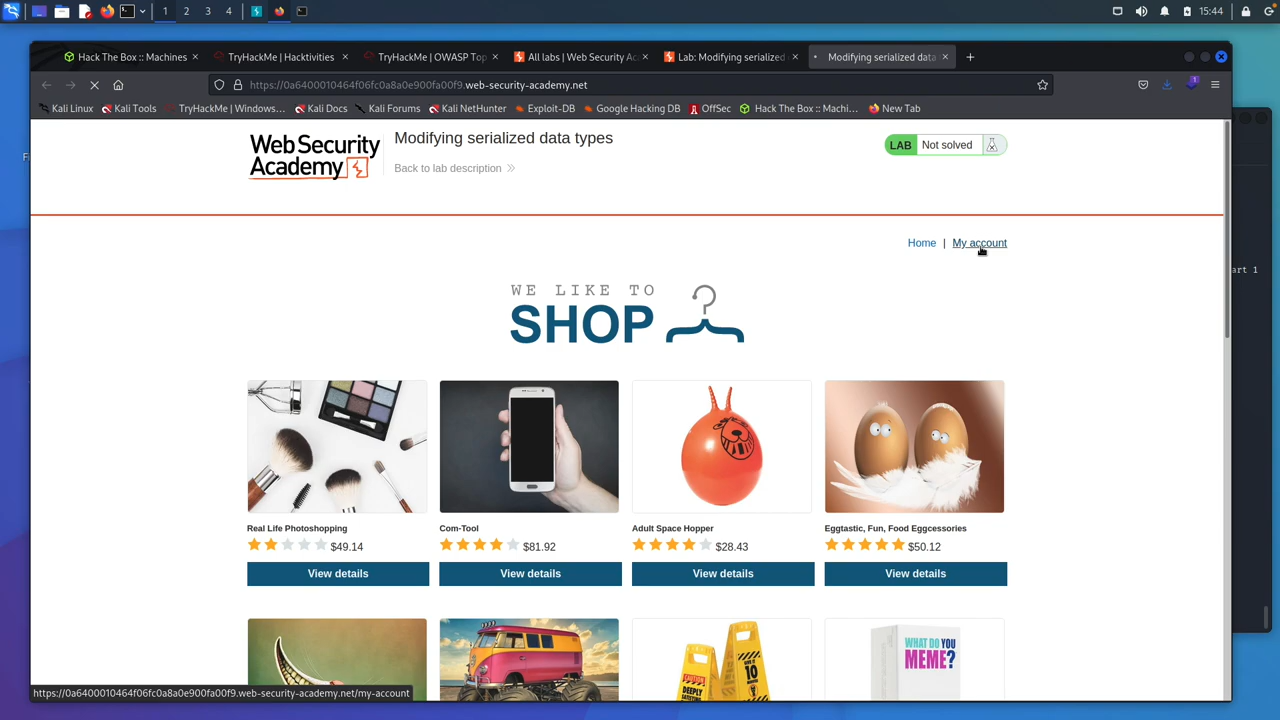 1 2 3 4
15:44
Hack The Box :: Machines
TryHackMe | Hacktivities
TryHackMe | OWASP Top
All labs | Web Security Ac
Lab: Modifying serialized
Modifying serialized data
https://0a6400010464f06fc0a8a0e900fa00f9.web-security-academy.net
1
Kali Linux
Kali Tools
TryHackMe | Windows...
Kali Docs
Kali Forums
Kali NetHunter
Exploit-DB
Google Hacking DB
OffSec
Hack The Box :: Machi...
New Tab
Web Security Academy
Modifying serialized data types
Back to lab description
LAB Not solved
Home | My account
art 1
WE LIKE TO
SHOP
Real Life Photoshopping
$49.14
View details
Com-Tool
$81.92
View details
Adult Space Hopper
$28.43
View details
Eggtastic, Fun, Food Eggcessories
$50.12
View details
WHAT DO YOU
MEME?
https://0a6400010464f06fc0a8a0e900fa00f9.web-security-academy.net/my-account